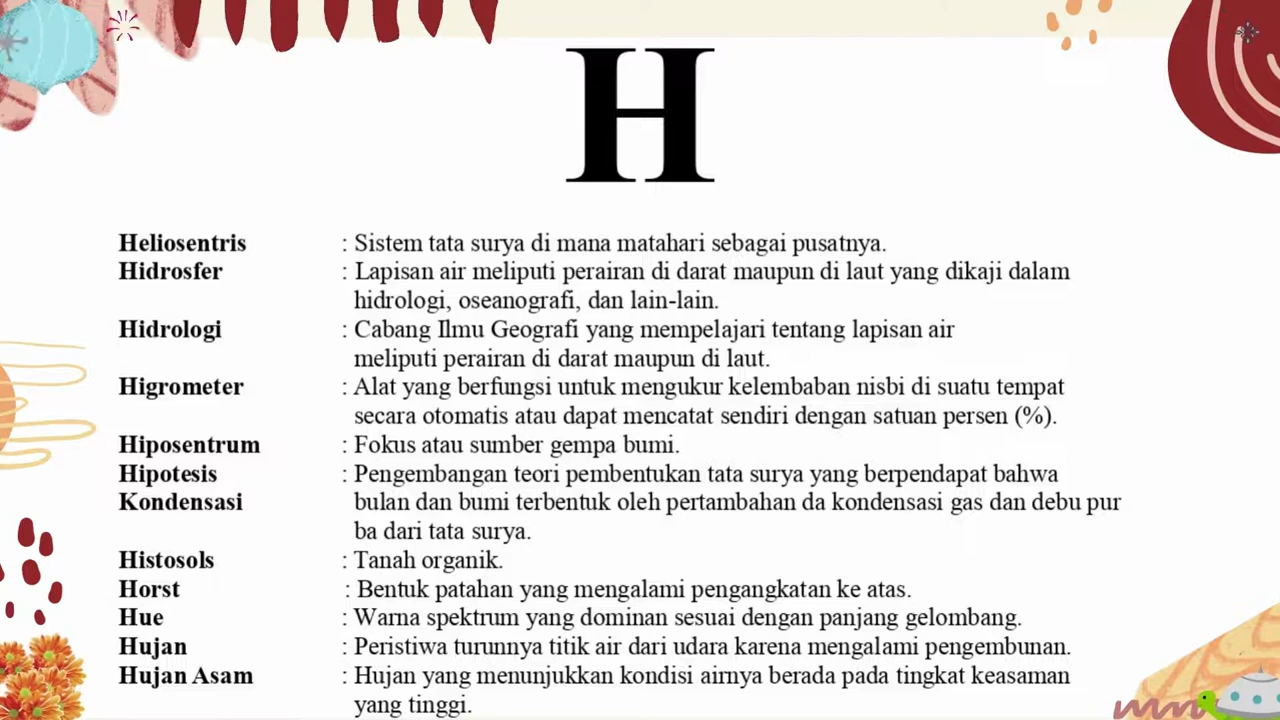 H
Heliosentris : Sistem tata surya di mana matahari sebagai pusatnya.
Hidrosfer : Lapisan air meliputi perairan di darat maupun di laut yang dikaji dalam
hidrologi, oseanografi, dan lain-lain.
Hidrologi : Cabang Ilmu Geografi yang mempelajari tentang lapisan air
meliputi perairan di darat maupun di laut.
Higrometer : Alat yang berfungsi untuk mengukur kelembaban nisbi di suatu tempat
secara otomatis atau dapat mencatat sendiri dengan satuan persen (%).
Hiposentrum : Fokus atau sumber gempa bumi.
Hipotesis : Pengembangan teori pembentukan tata surya yang berpendapat bahwa
Kondensasi bulan dan bumi terbentuk oleh pertambahan da kondensasi gas dan debu pur
ba dari tata surya.
Histosols : Tanah organik.
Horst : Bentuk patahan yang mengalami pengangkatan ke atas.
Hue : Warna spektrum yang dominan sesuai dengan panjang gelombang.
Hujan : Peristiwa turunnya titik air dari udara karena mengalami pengembunan.
Hujan Asam : Hujan yang menunjukkan kondisi airnya berada pada tingkat keasaman
yang tinggi.